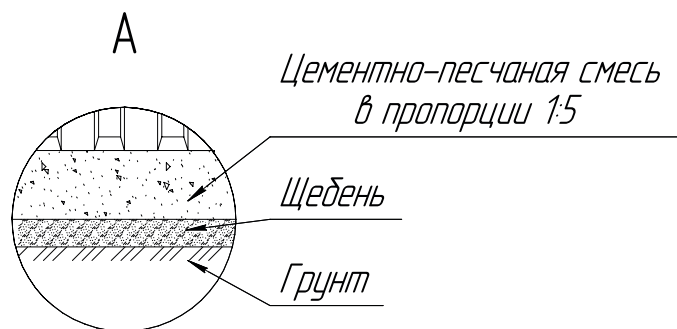 А
Цементно-песчаная смесь
в пропорции 1:5
Щебень
Грунт